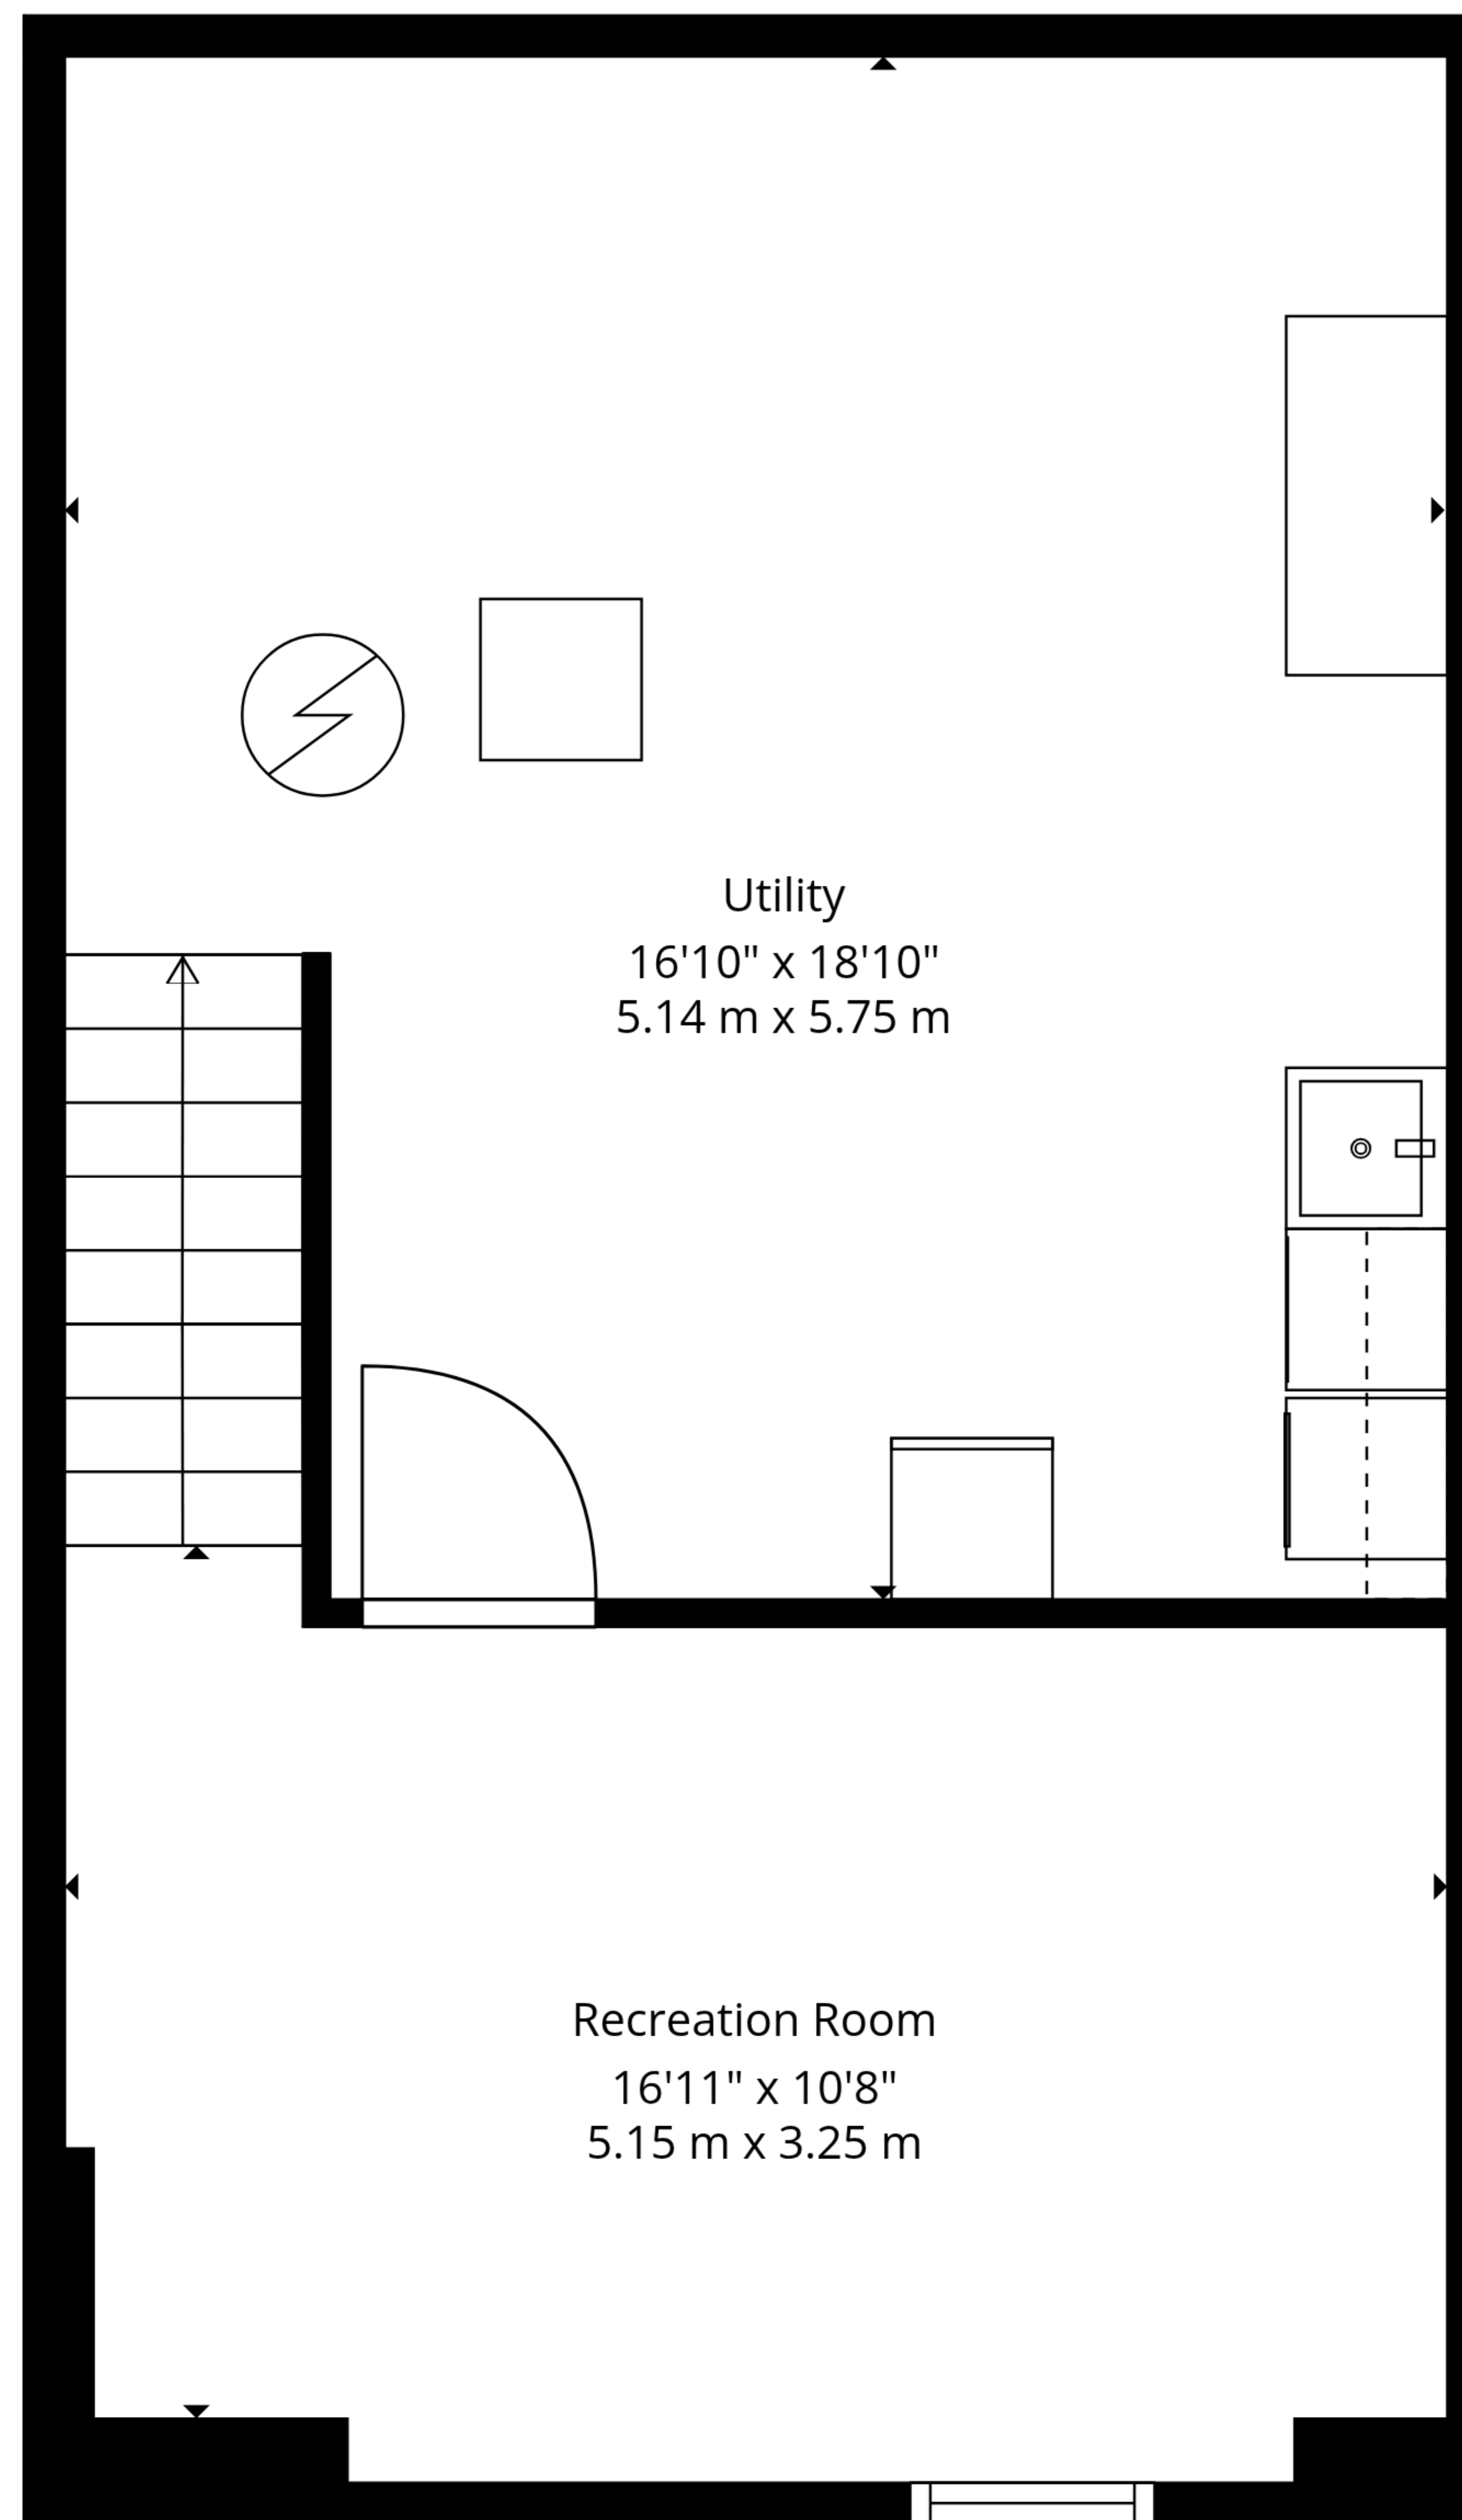 Utility
16'10" x 18'10"
5.14 m x 5.75 m
Recreation Room
16'11" x 10'8"
5.15 m x 3.25 m